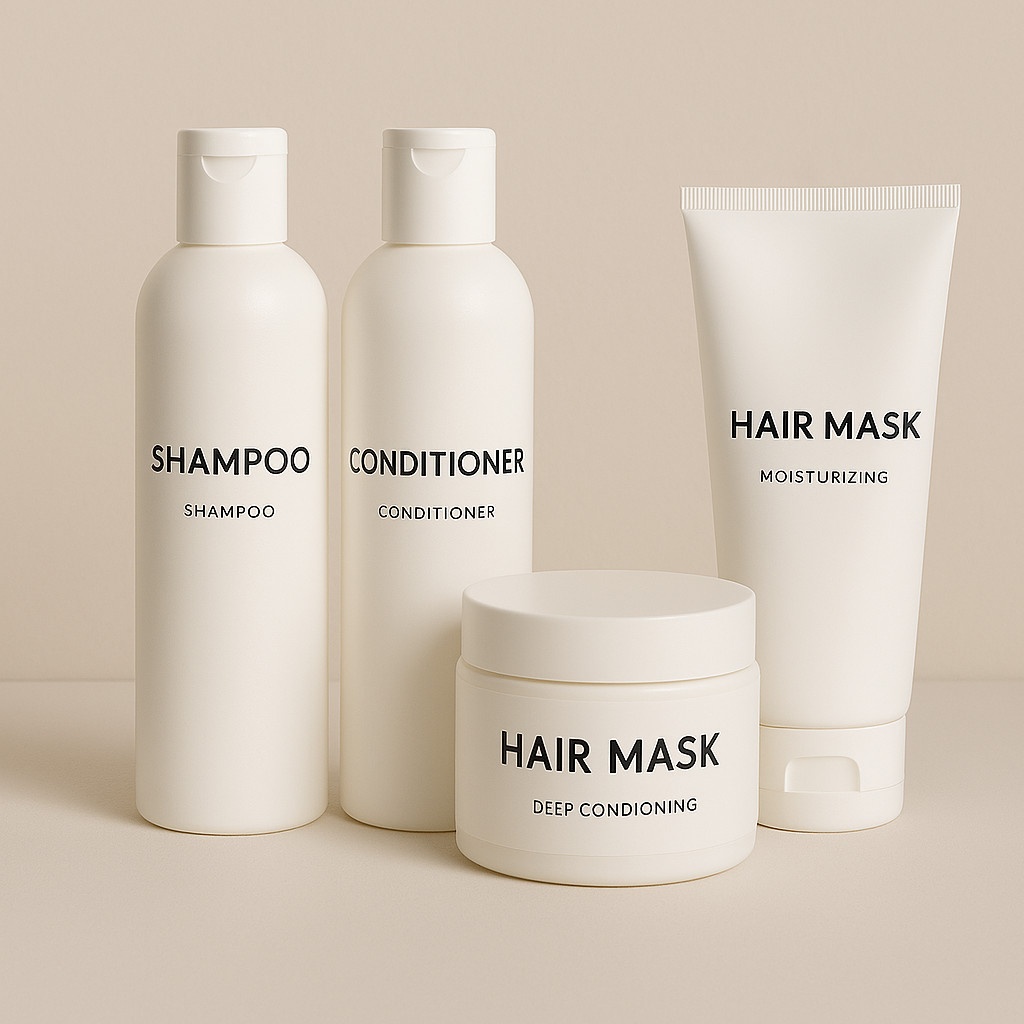 SHAMPOO
SHAMPOO
CONDITIONER
CONDITIONER
HAIR MASK
MOISTURIZING
HAIR MASK
DEEP CONDIONING